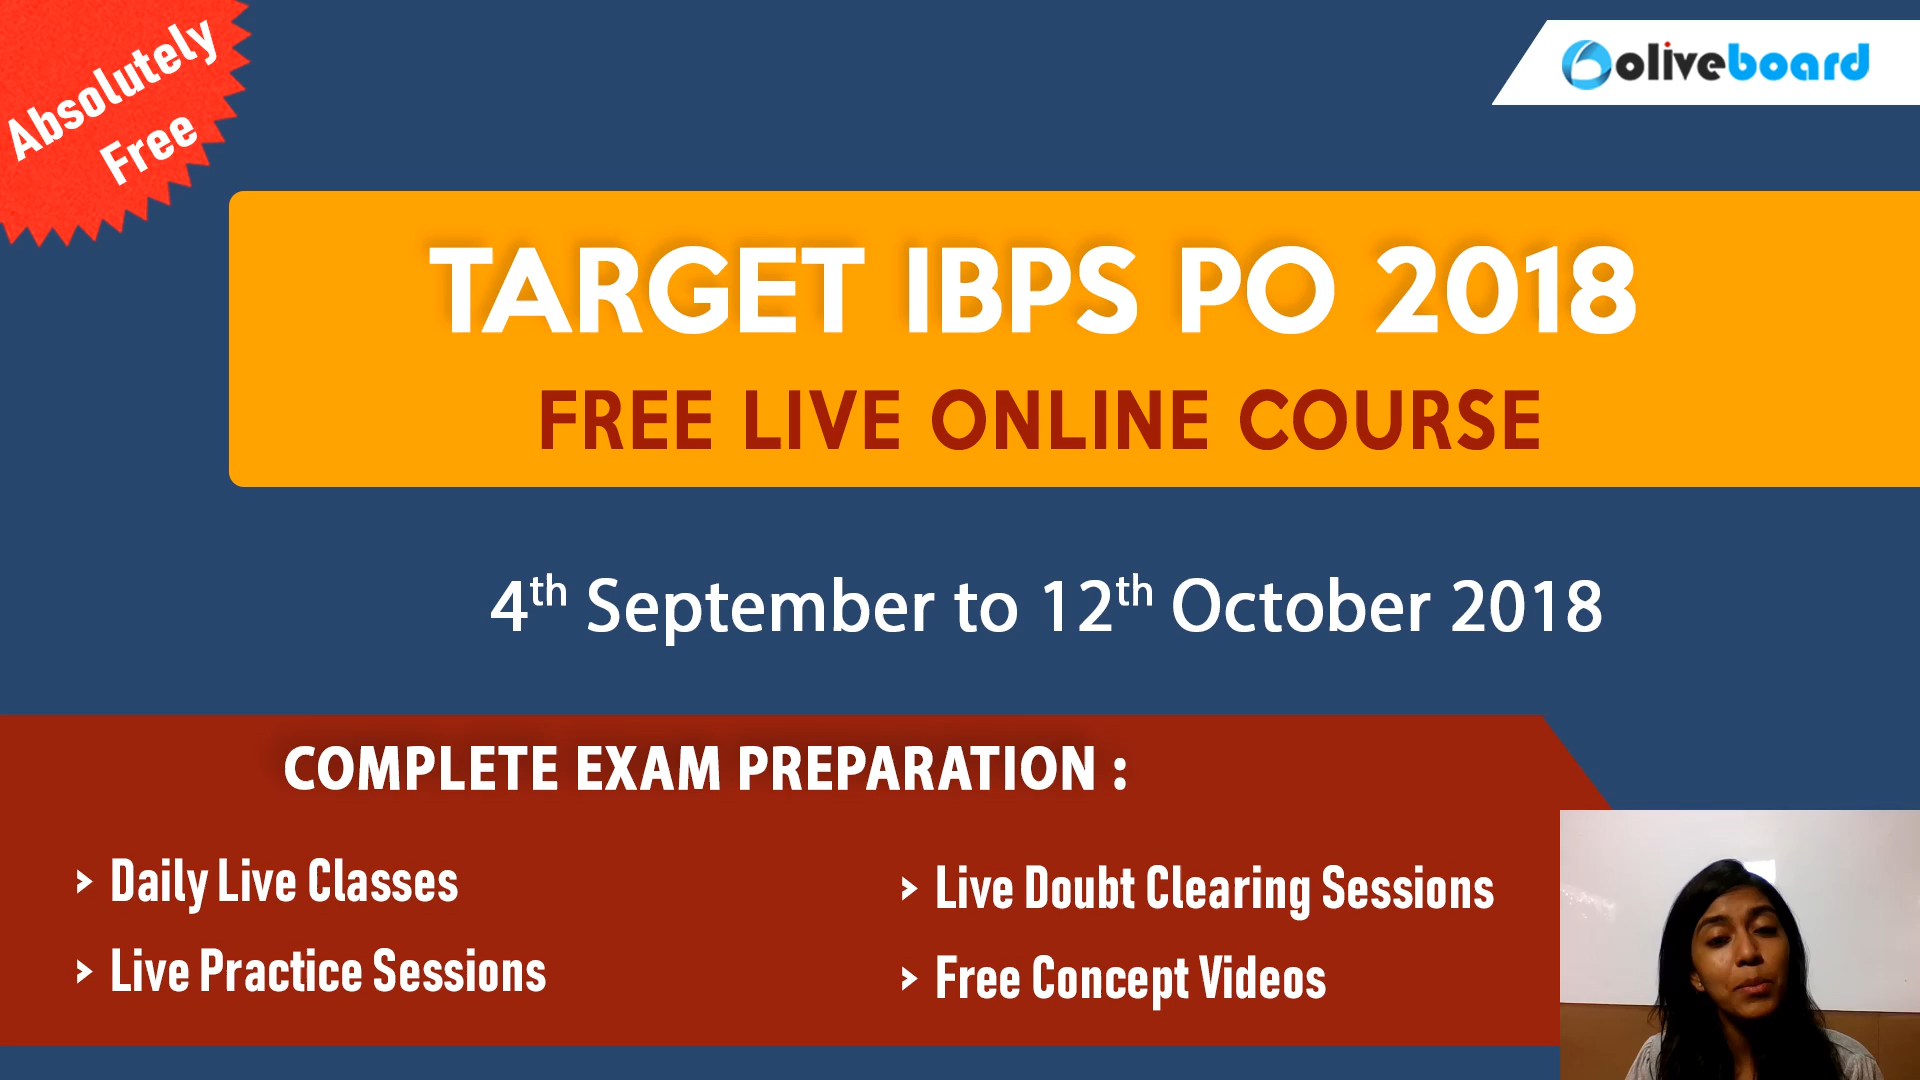 Absolutely
Free
oliveboard
TARGET IBPS PO 2018
FREE LIVE ONLINE COURSE
4th September to 12th October 2018
COMPLETE EXAM PREPARATION :
> Daily Live Classes
> Live Practice Sessions
> Live Doubt Clearing Sessions
> Free Concept Videos